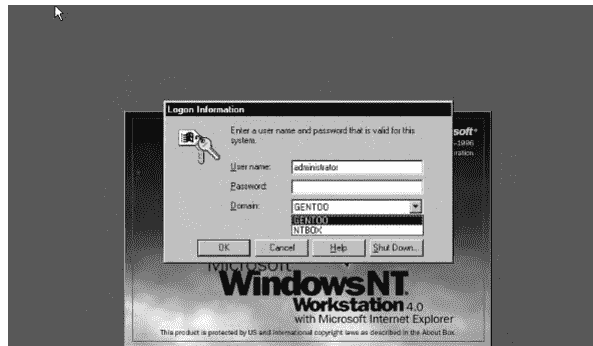 Logon Information
Enter a user name and password that is valid for this
system.
User name:
administrator
Password:
Domain:
GENTOO
GENTOO
NTBOX
OK
Cancel
Help
Shut Down...
soft
-1996
ration
Microsoft
WindowsNT
Workstation 4.0
with Microsoft Internet Explorer
This product is protected by US and international copyright laws as described in the About Box.